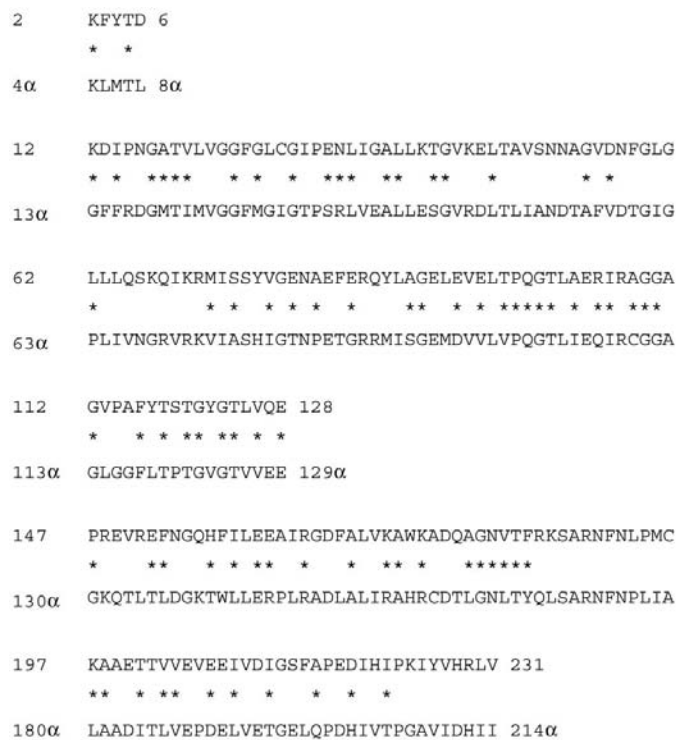 2 KFYTD 6
*  *
4α KLMTL 8α
12 KDIPNGATVLVGGFGLCGIPENLIGALLKTGVKELTAVSNNAGVDNFGLG
* *  ****   * *  *  ***  **  **   *       * *
13α GFFRDGMTIMVGGFMGIGTPSRLVEALLESGVRDLTLIANDTAFVDTGIG
62 LLLQSKQIKRMISSYVGENAEFERQYLAGELEVELTPQGTLAERIRAGGA
*         * *  * * *  *    **  * * ***** * ** ***
63α PLIVNGRVRKVIASHIGTNPETGRRMISGEMDVVLVPQGTLIEQIRCGGA
112 GVPAFYTSTGYGTLVQE 128
*   * * ** ** * *
113α GLGGFLTPTGVGTVVEE 129α
147 PREVREFNGQHFILEEAIRGDFALVKAWKADQAGNVTFRKSARNFNLPMC
*    **   * * **  *   *  ** *   ******
130α GKQTLTLDGKTWLLERPLRADLALIRAHRCDTLGNLTYQLSARNFNPLIA
197 KAAETTVVEVEEIVDIGSFAPEDIHIPKIYVHRLV 231
**  * **  * *  *   *  *  *
180α LAADITLVEPDELVETGELQPDHIVTPGAVIDHII 214α